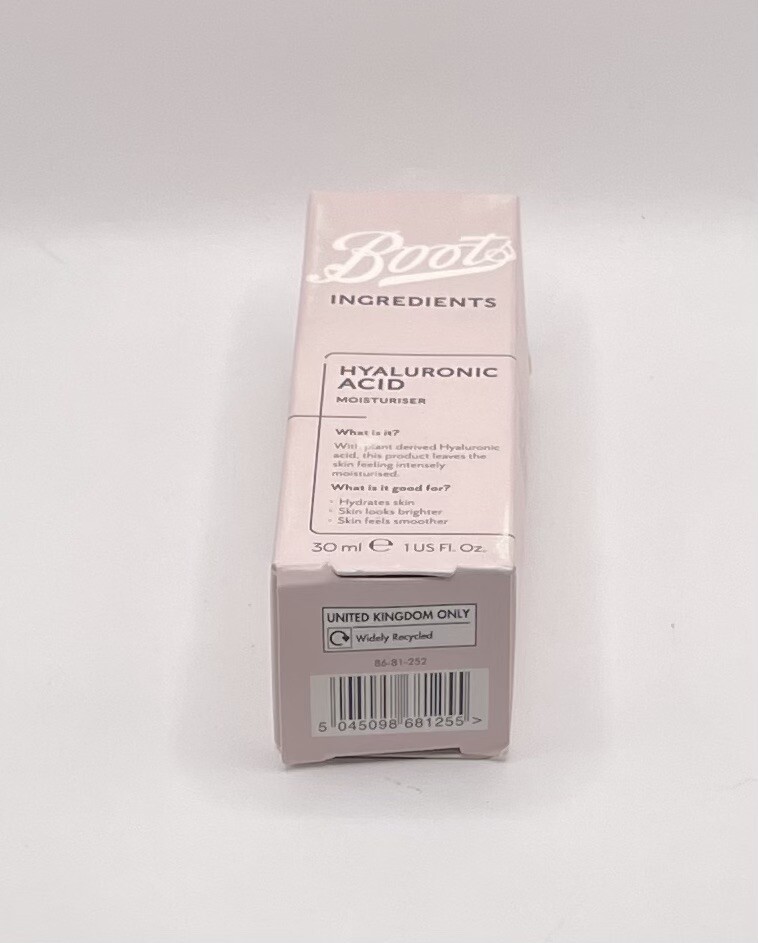 Boots
INGREDIENTS
HYALURONIC
ACID
MOISTURISER
What is it?
With plant derived Hyaluronic
acid, this product leaves the
skin feeling intensely
moisturised.
What is it good for?
• Hydrates skin
• Skin looks brighter
• Skin feels smoother
30 ml ℮ 1 US Fl. Oz.
UNITED KINGDOM ONLY
Widely Recycled
86-81-252
5 045098 681255 >